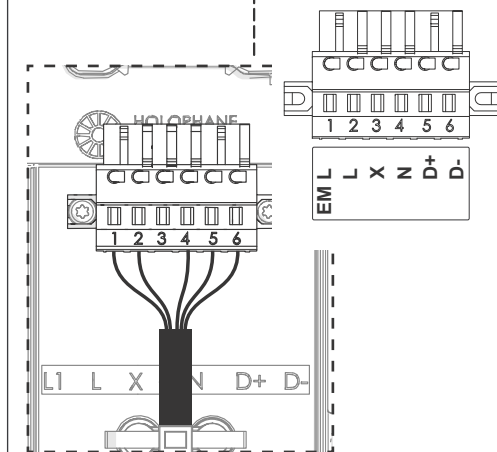 HOLOPHANE
1 2 3 4 5 6
EM L L X N D+ D-
1 2 3 4 5 6
L1 L X N D+ D-